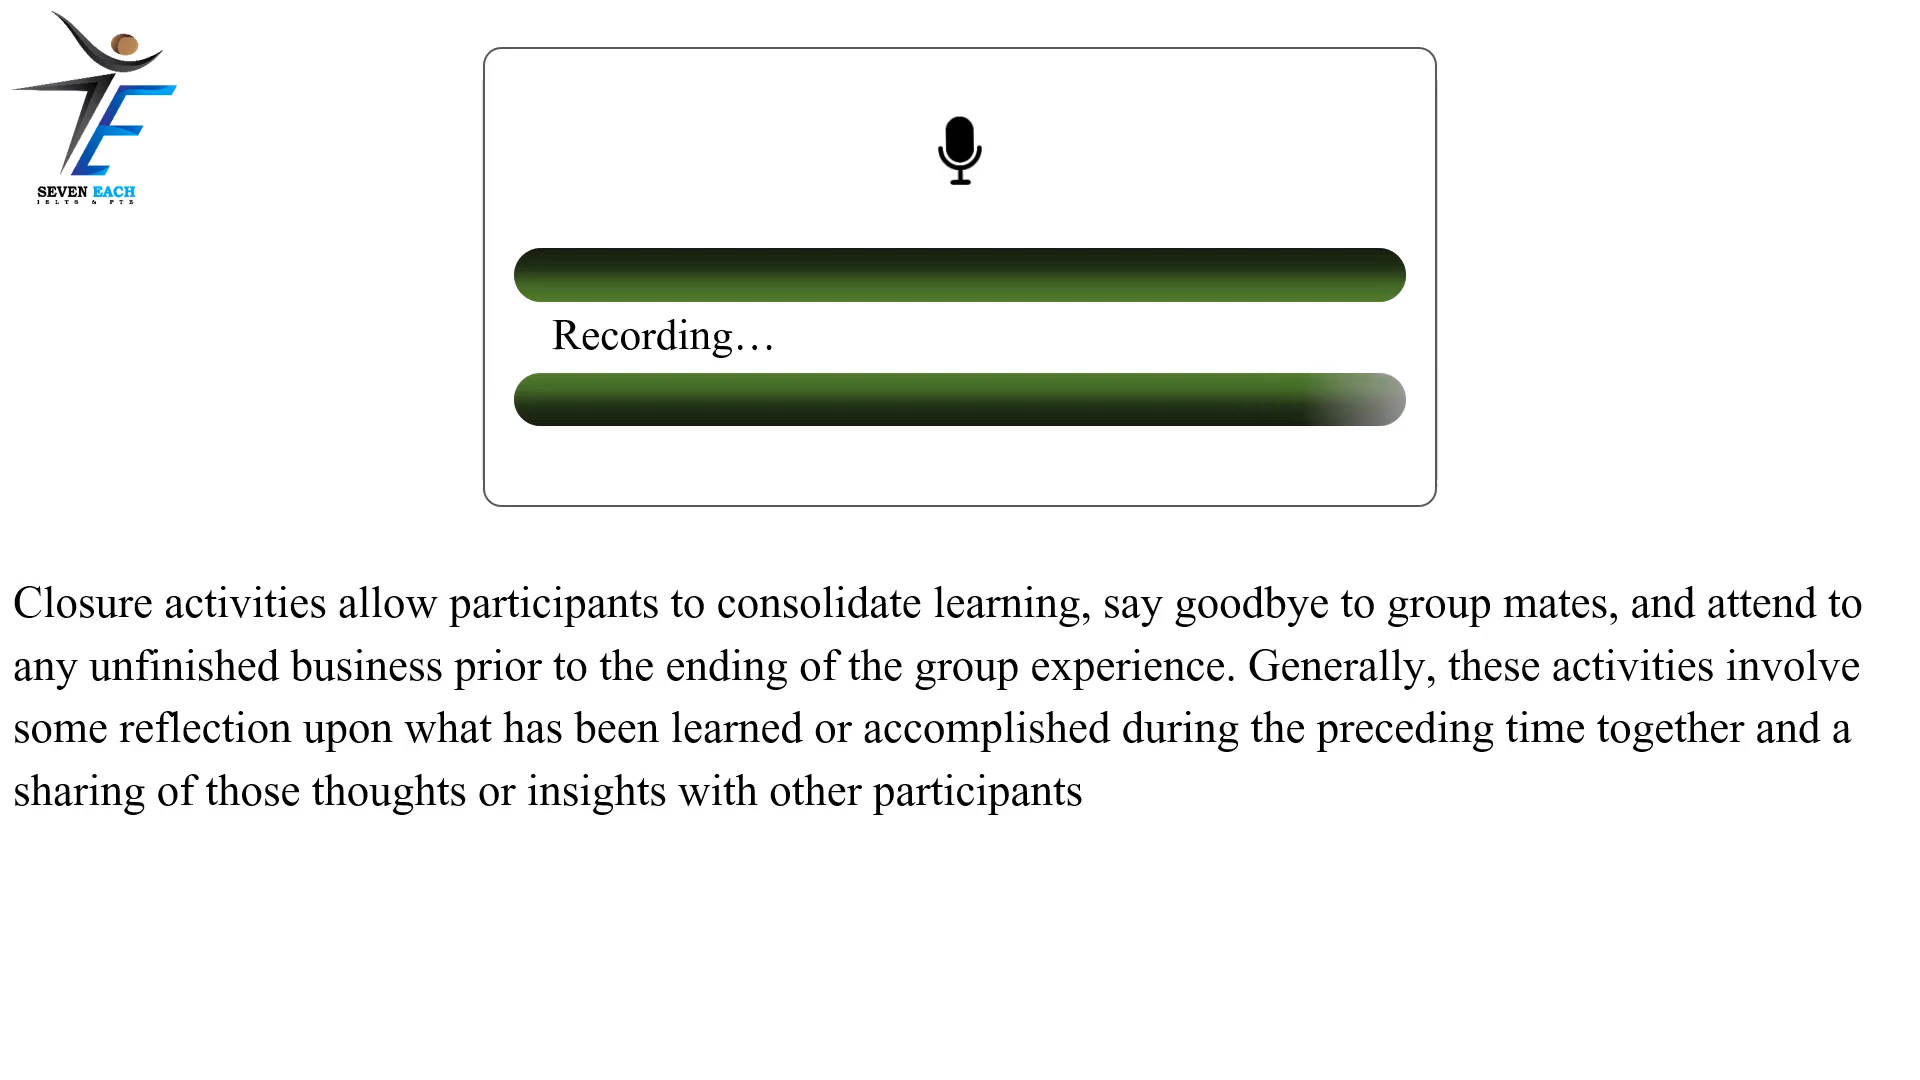 SEVEN EACH
IELTS & PTE
Recording…
Closure activities allow participants to consolidate learning, say goodbye to group mates, and attend to
any unfinished business prior to the ending of the group experience. Generally, these activities involve
some reflection upon what has been learned or accomplished during the preceding time together and a
sharing of those thoughts or insights with other participants